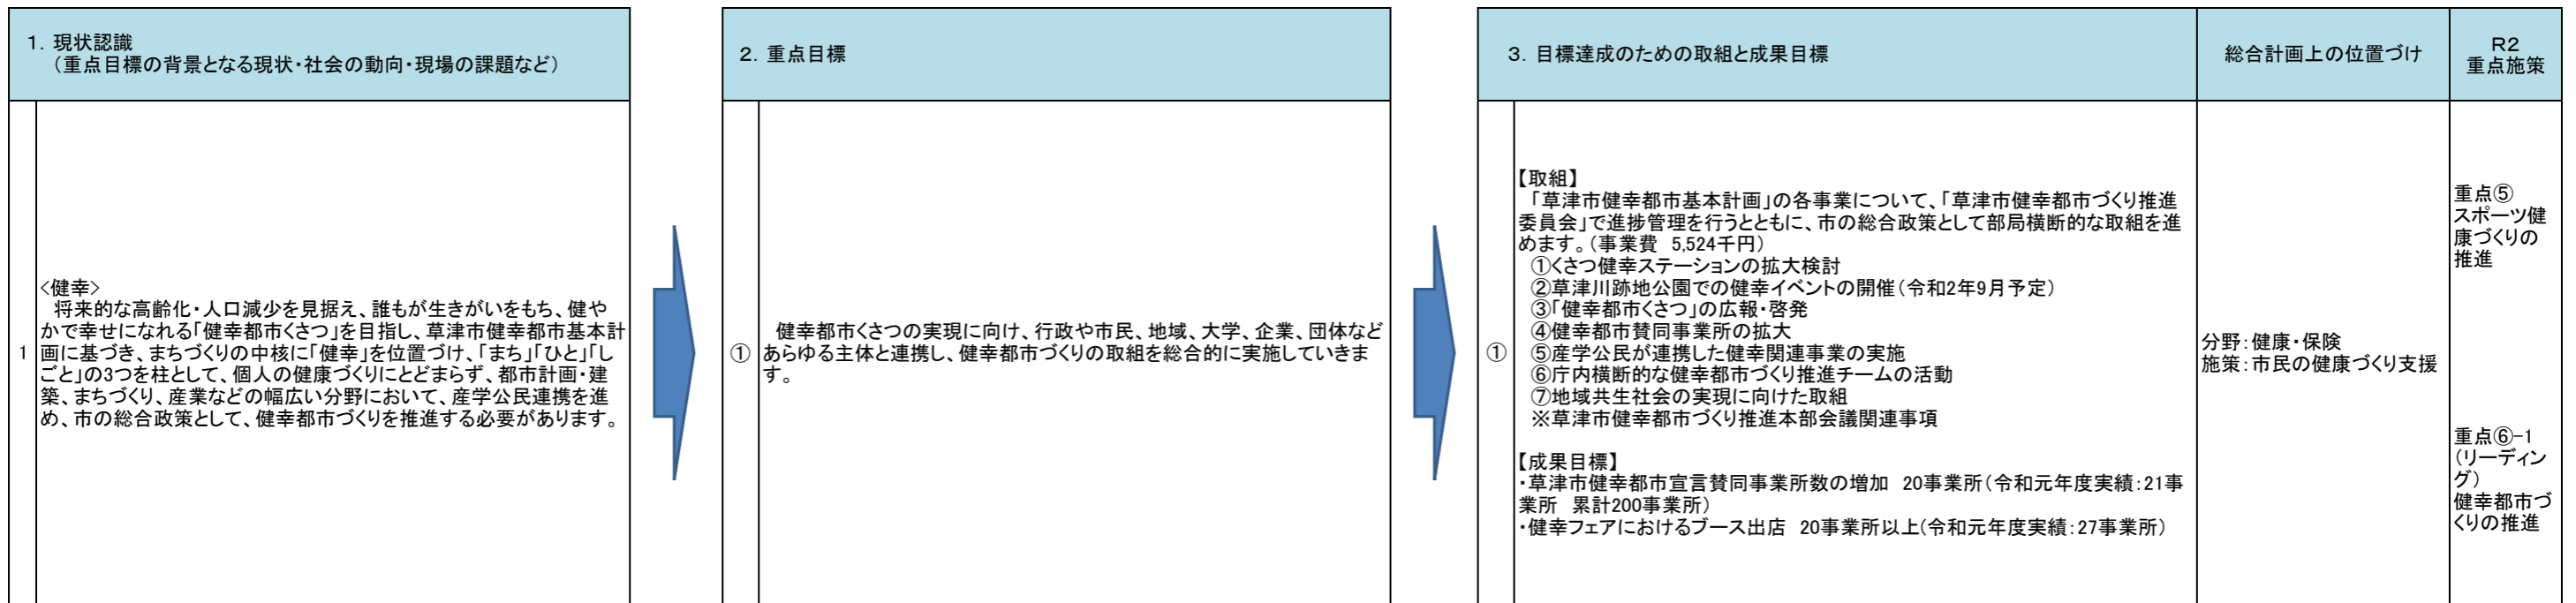 1．現状認識
（重点目標の背景となる現状・社会の動向・現場の課題など）
2．重点目標
3．目標達成のための取組と成果目標
総合計画上の位置づけ
R2
重点施策
1
<健幸>
将来的な高齢化・人口減少を見据え、誰もが生きがいをもち、健や
かで幸せになれる「健幸都市くさつ」を目指し、草津市健幸都市基本計
画に基づき、まちづくりの中核に「健幸」を位置づけ、「まち」「ひと」「し
ごと」の3つを柱として、個人の健康づくりにとどまらず、都市計画・建
築、まちづくり、産業などの幅広い分野において、産学公民連携を進
め、市の総合政策として、健幸都市づくりを推進する必要があります。
①
健幸都市くさつの実現に向け、行政や市民、地域、大学、企業、団体など
あらゆる主体と連携し、健幸都市づくりの取組を総合的に実施していきま
す。
①
【取組】
「草津市健幸都市基本計画」の各事業について、「草津市健幸都市づくり推進
委員会」で進捗管理を行うとともに、市の総合政策として部局横断的な取組を進
めます。（事業費　5,524千円）
①くさつ健幸ステーションの拡大検討
②草津川跡地公園での健幸イベントの開催（令和2年9月予定）
③「健幸都市くさつ」の広報・啓発
④健幸都市賛同事業所の拡大
⑤産学公民が連携した健幸関連事業の実施
⑥庁内横断的な健幸都市づくり推進チームの活動
⑦地域共生社会の実現に向けた取組
※草津市健幸都市づくり推進本部会議関連事項
【成果目標】
・草津市健幸都市宣言賛同事業所数の増加　20事業所（令和元年度実績：21事
業所　累計200事業所）
・健幸フェアにおけるブース出店　20事業所以上（令和元年度実績：27事業所）
分野：健康・保険
施策：市民の健康づくり支援
重点⑤
スポーツ健
康づくりの
推進
重点⑥-1
（リーディン
グ）
健幸都市づ
くりの推進